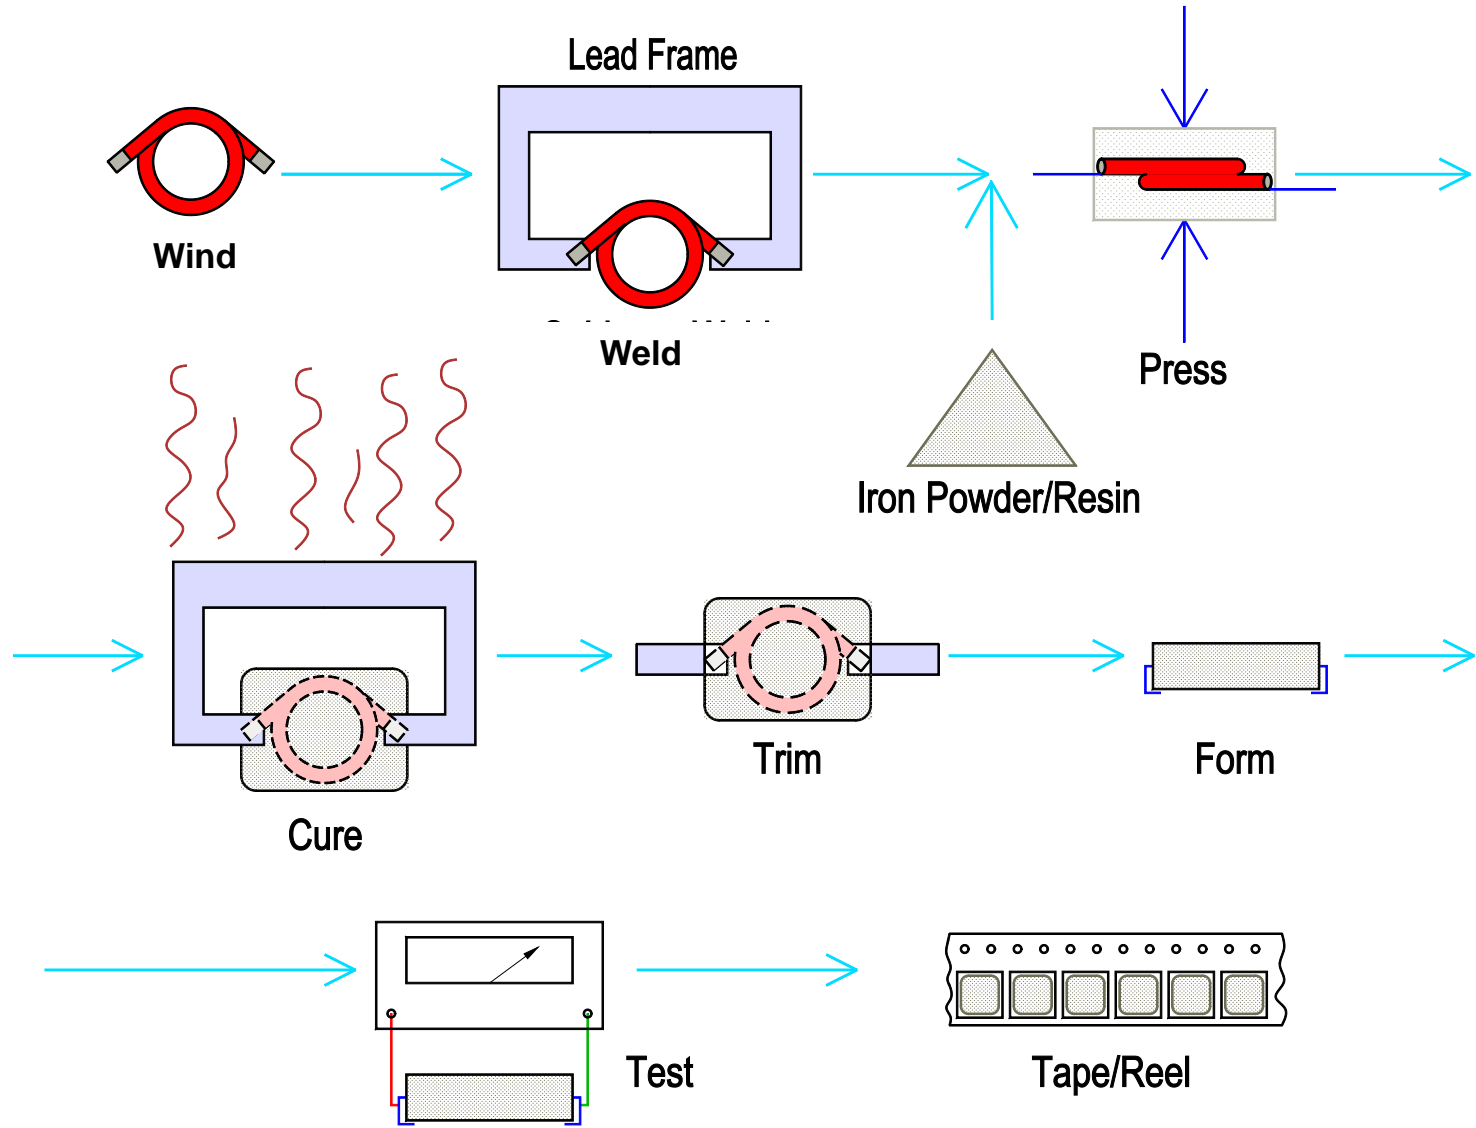 Lead Frame
Wind
Weld
Press
Iron Powder/Resin
Cure
Trim
Form
Test
Tape/Reel